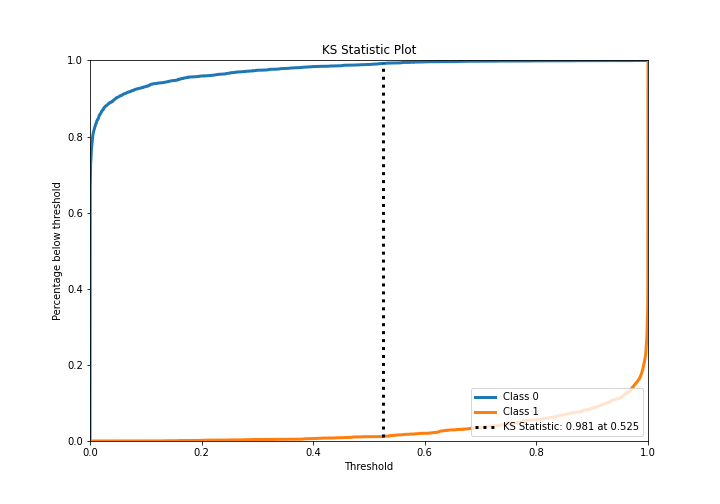 KS Statistic Plot
1.0
0.8
0.6
0.4
0.2
0.0
Percentage below threshold
0.0 0.2 0.4 0.6 0.8 1.0
Threshold
Class 0
Class 1
KS Statistic: 0.981 at 0.525